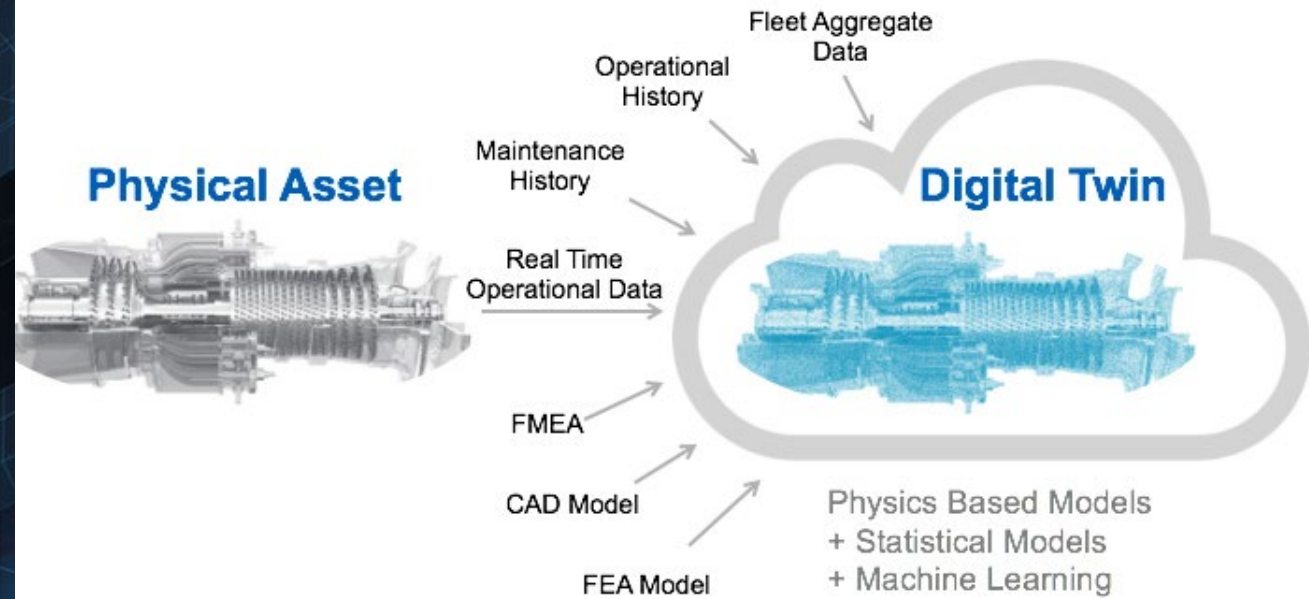 Fleet Aggregate
Data
Operational
History
Maintenance
History
Physical Asset
Digital Twin
Real Time
Operational Data
FMEA
CAD Model
FEA Model
Physics Based Models
+ Statistical Models
+ Machine Learning